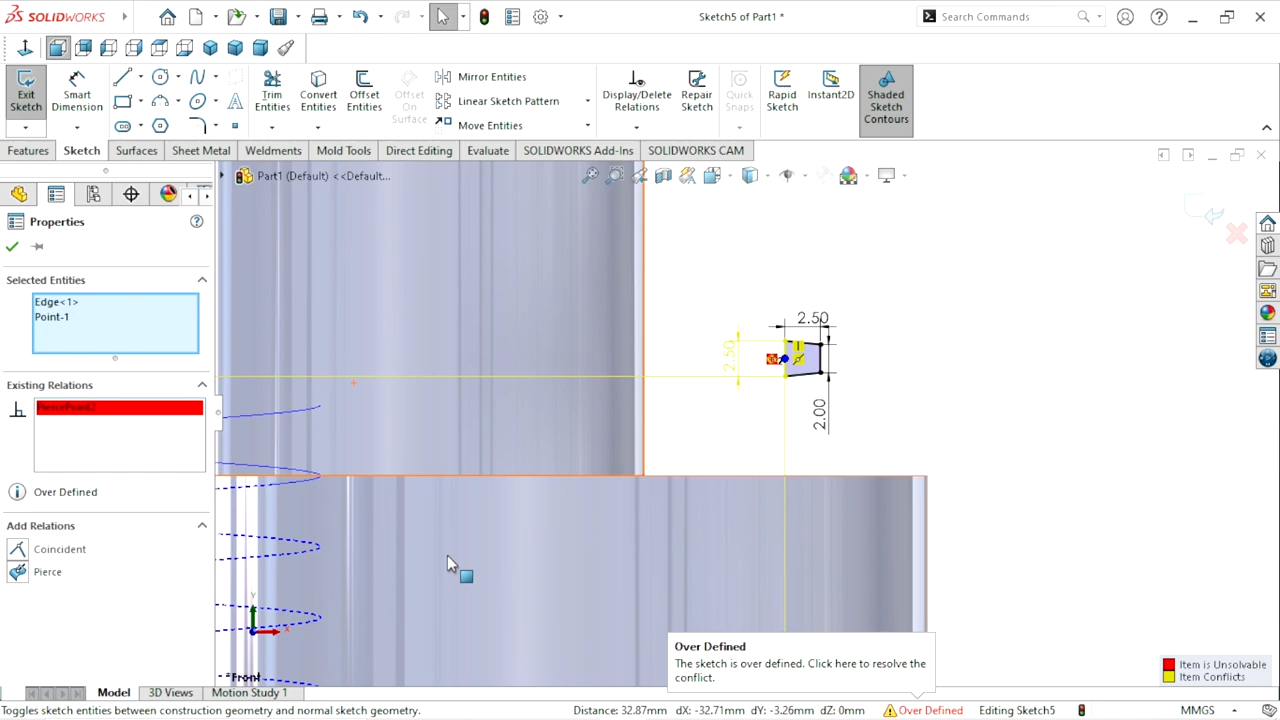 SOLIDWORKS
Sketch5 of Part1 *
Search Commands
Exit Sketch
Smart Dimension
Trim Entities
Convert Entities
Offset Entities
Offset On Surface
Mirror Entities
Linear Sketch Pattern
Move Entities
Display/Delete Relations
Repair Sketch
Quick Snaps
Rapid Sketch
Instant2D
Shaded Sketch Contours
Features
Sketch
Surfaces
Sheet Metal
Weldments
Mold Tools
Direct Editing
Evaluate
SOLIDWORKS Add-Ins
SOLIDWORKS CAM
Part1 (Default) <<Default...
Properties
Selected Entities
Edge<1>
Point-1
Existing Relations
PiercePoint2
Over Defined
Add Relations
Coincident
Pierce
2.50
2.50
2.00
Y
X
*Front
Over Defined
The sketch is over defined. Click here to resolve the
conflict.
Item is Unsolvable
Item Conflicts
Model
3D Views
Motion Study 1
Toggles sketch entities between construction geometry and normal sketch geometry.
Distance: 32.87mm dX: -32.71mm dY: -3.26mm dZ: 0mm
Over Defined
Editing Sketch5
MMGS